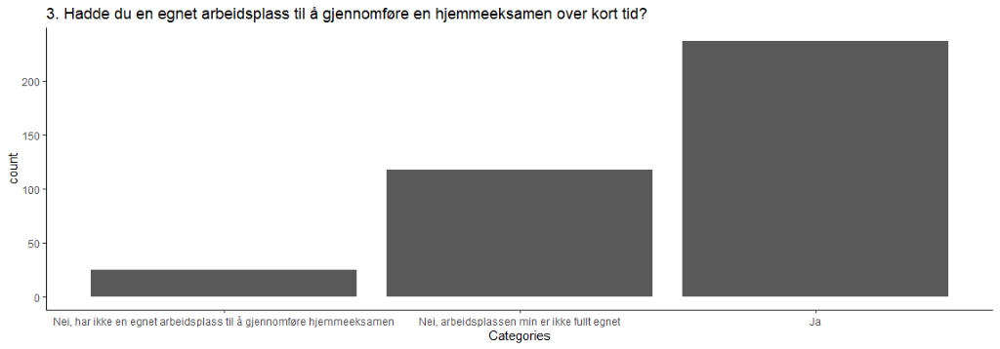 3. Hadde du en egnet arbeidsplass til å gjennomføre en hjemmeeksamen over kort tid?
200
150
100
50
0
count
Nei, har ikke en egnet arbeidsplass til å gjennomføre hjemmeeksamen
Nei, arbeidsplassen min er ikke fullt egnet
Ja
Categories